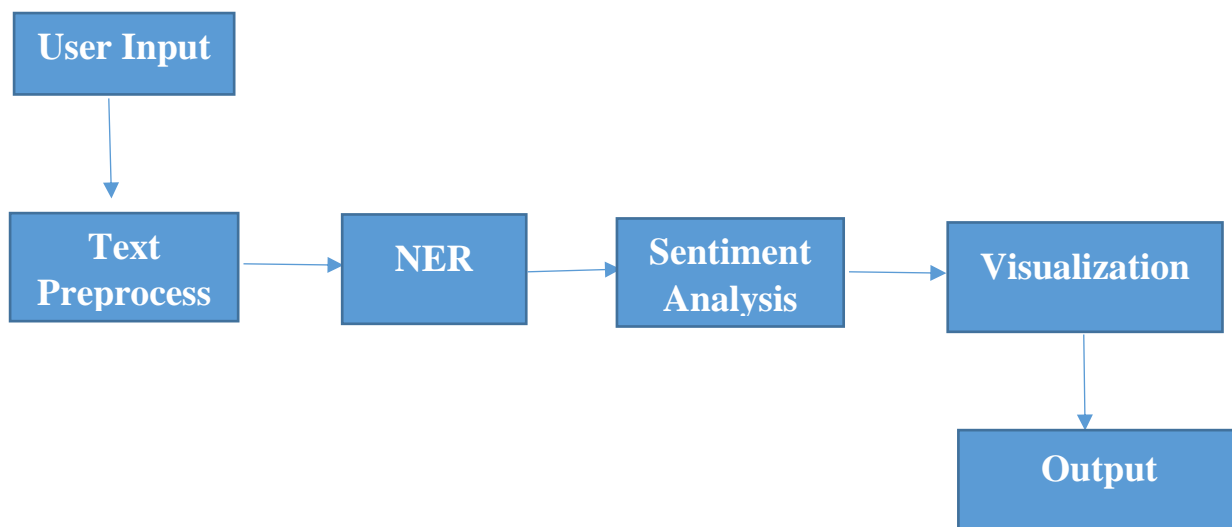 User Input
Text
Preprocess
NER
Sentiment
Analysis
Visualization
Output